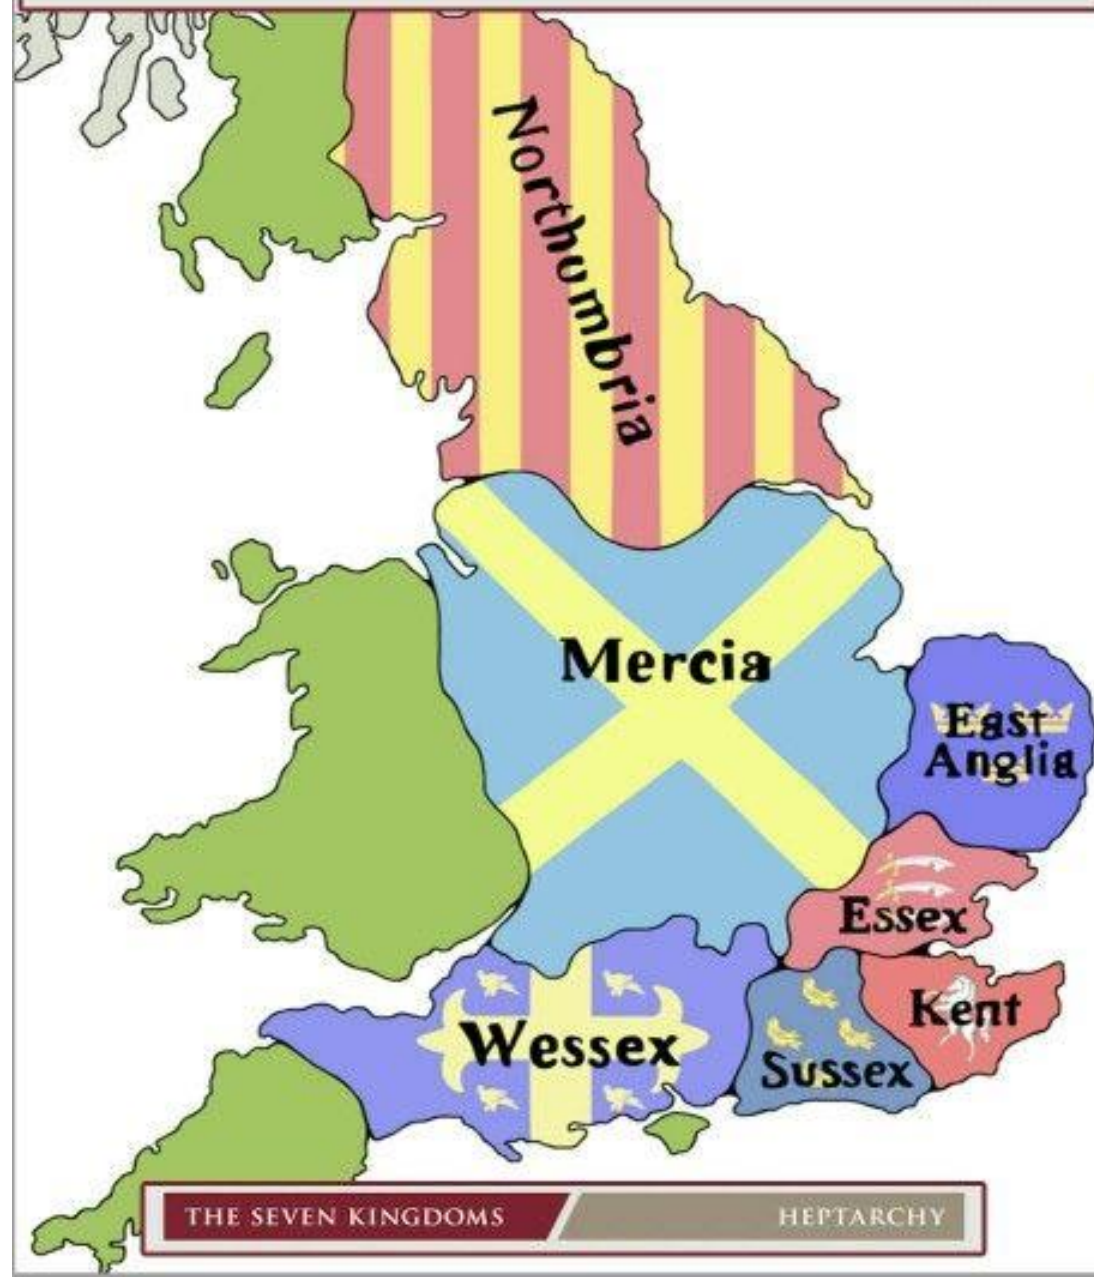 Northumbria
Mercia
East
Anglia
Essex
Kent
Wessex
Sussex
THE SEVEN KINGDOMS
HEPTARCHY